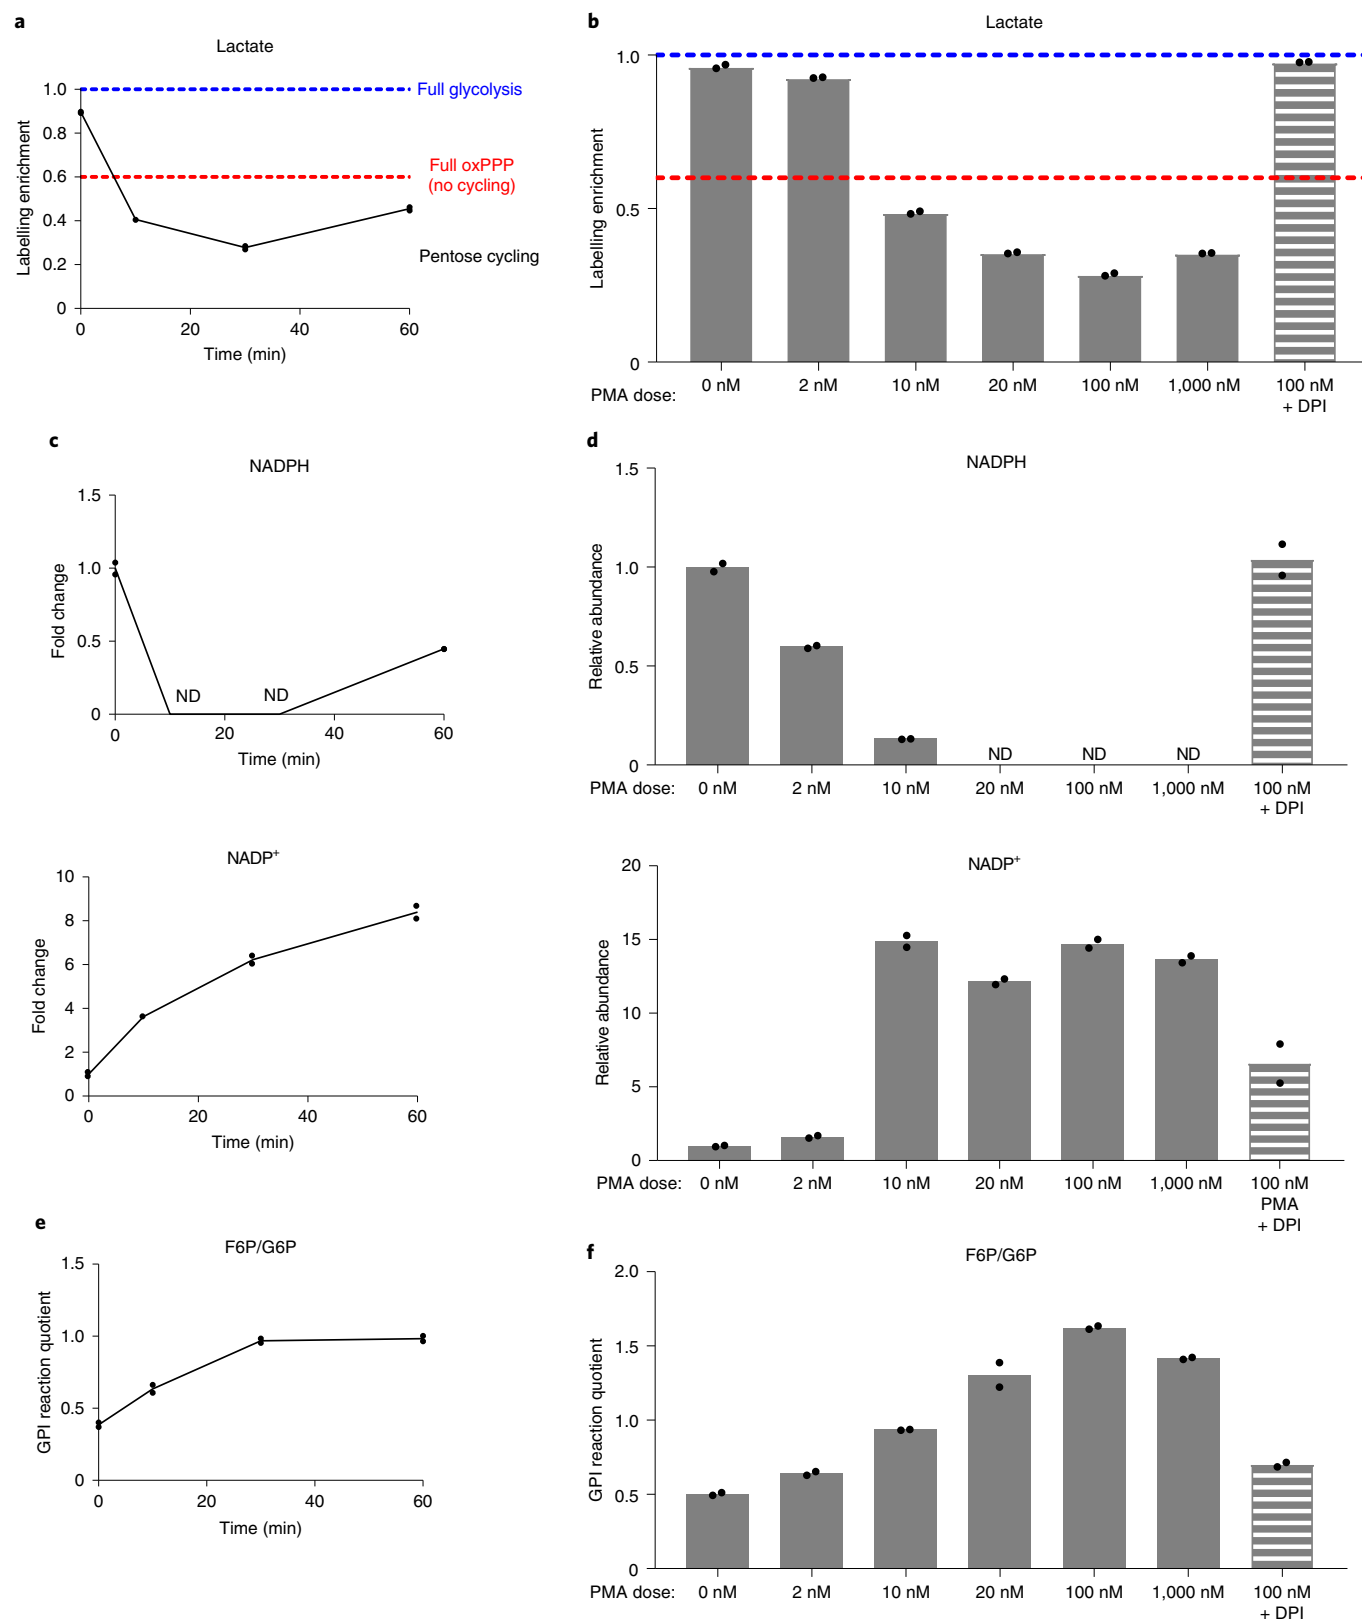 a
Lactate
Labelling enrichment
1.0
0.8
0.6
0.4
0.2
0
Full glycolysis
Full oxPPP
(no cycling)
Pentose cycling
0 20 40 60
Time (min)
b
Lactate
Labelling enrichment
1.0
0.5
0
PMA dose: 0 nM 2 nM 10 nM 20 nM 100 nM 1,000 nM 100 nM
+ DPI
c
NADPH
Fold change
1.5
1.0
0.5
0
ND ND
0 20 40 60
Time (min)
d
NADPH
Relative abundance
1.5
1.0
0.5
0
ND ND ND
PMA dose: 0 nM 2 nM 10 nM 20 nM 100 nM 1,000 nM 100 nM
+ DPI
NADP+
Fold change
10
8
6
4
2
0
0 20 40 60
Time (min)
NADP+
Relative abundance
20
15
10
5
0
PMA dose: 0 nM 2 nM 10 nM 20 nM 100 nM 1,000 nM 100 nM
PMA
+ DPI
e
F6P/G6P
GPI reaction quotient
1.5
1.0
0.5
0
0 20 40 60
Time (min)
f
F6P/G6P
GPI reaction quotient
2.0
1.5
1.0
0.5
0
PMA dose: 0 nM 2 nM 10 nM 20 nM 100 nM 1,000 nM 100 nM
+ DPI